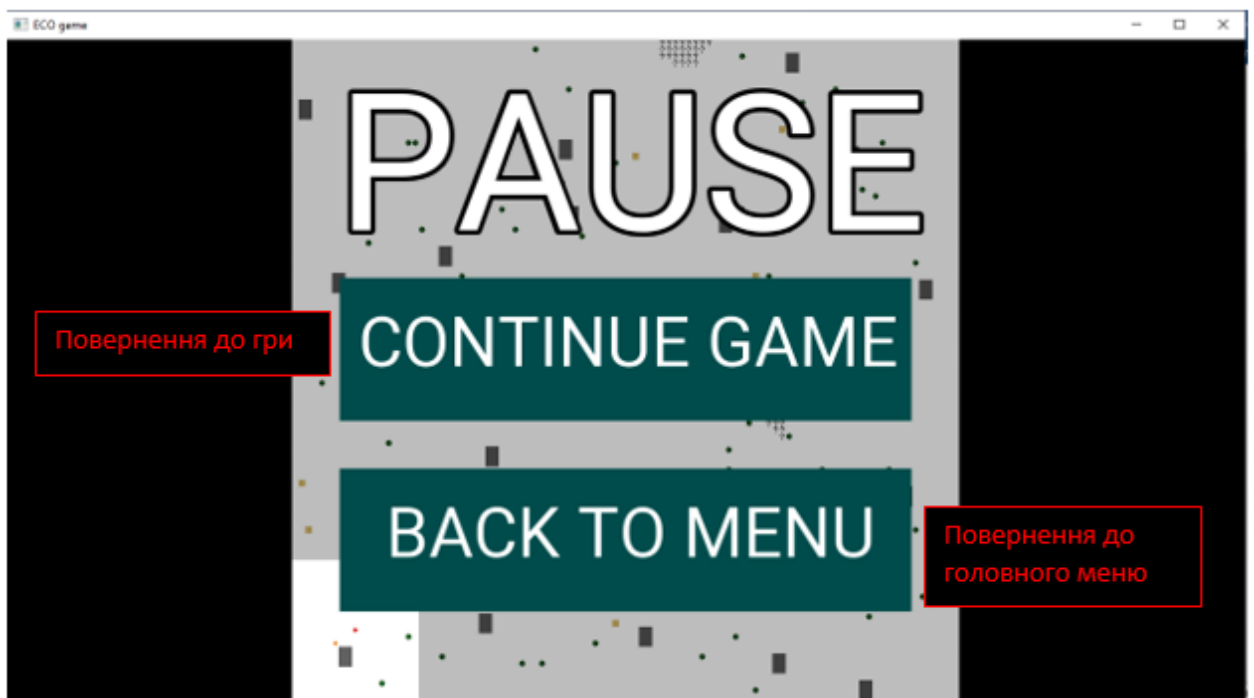 ECO game
PAUSE
CONTINUE GAME
Повернення до гри
BACK TO MENU
Повернення до
головного меню